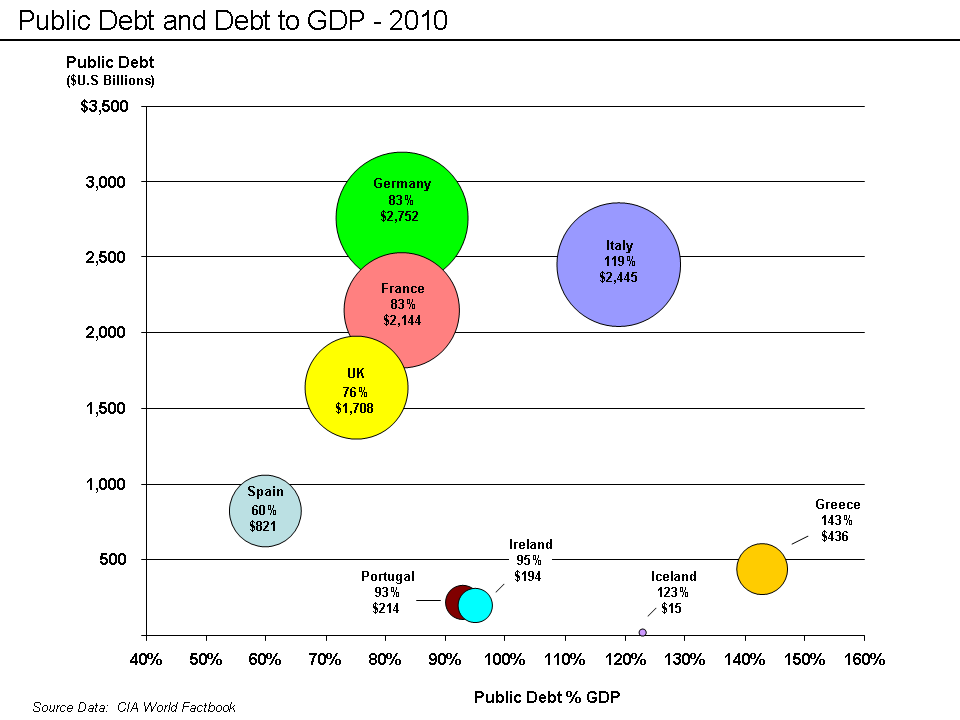 Public Debt and Debt to GDP - 2010
Public Debt
($U.S Billions)
$3,500
3,000
2,500
2,000
1,500
1,000
500
Germany
83%
$2,752
Italy
119%
$2,445
France
83%
$2,144
UK
76%
$1,708
Spain
60%
$821
Greece
143%
$436
Ireland
95%
$194
Portugal
93%
$214
Iceland
123%
$15
40% 50% 60% 70% 80% 90% 100% 110% 120% 130% 140% 150% 160%
Public Debt % GDP
Source Data: CIA World Factbook